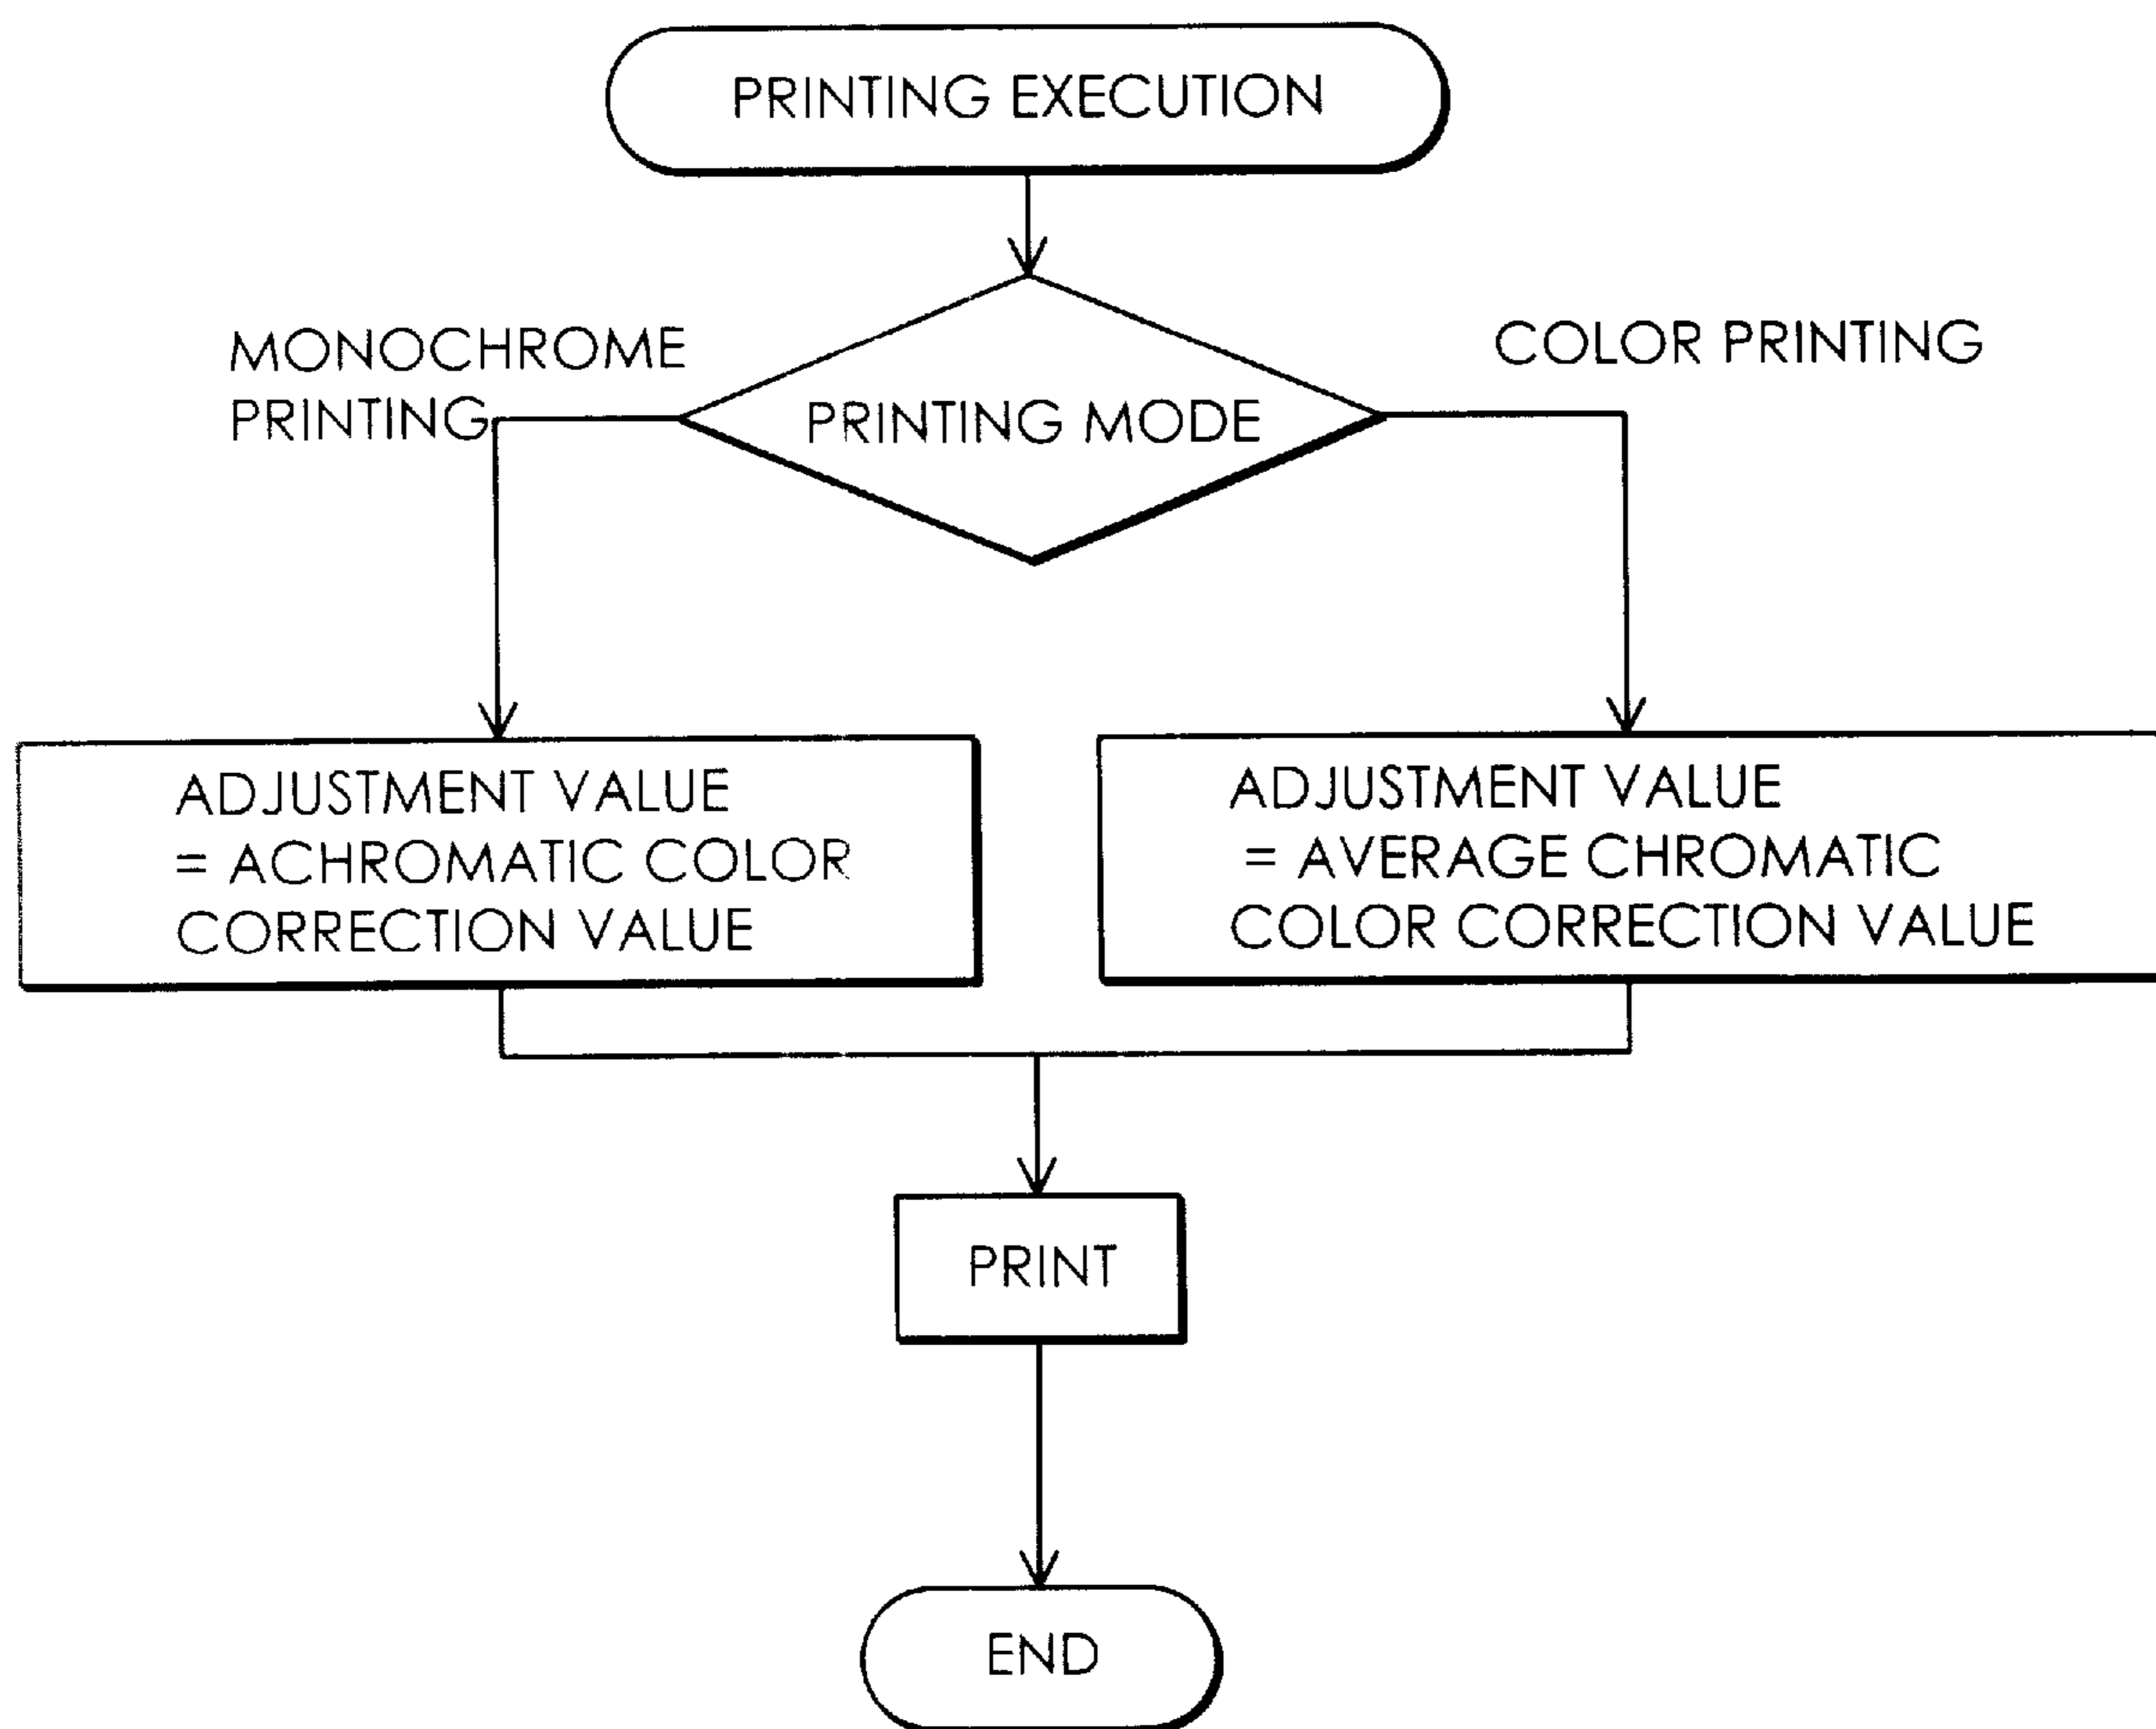 PRINTING EXECUTION
MONOCHROME
PRINTING
PRINTING MODE
COLOR PRINTING
ADJUSTMENT VALUE
= ACHROMATIC COLOR
CORRECTION VALUE
ADJUSTMENT VALUE
= AVERAGE CHROMATIC
COLOR CORRECTION VALUE
PRINT
END